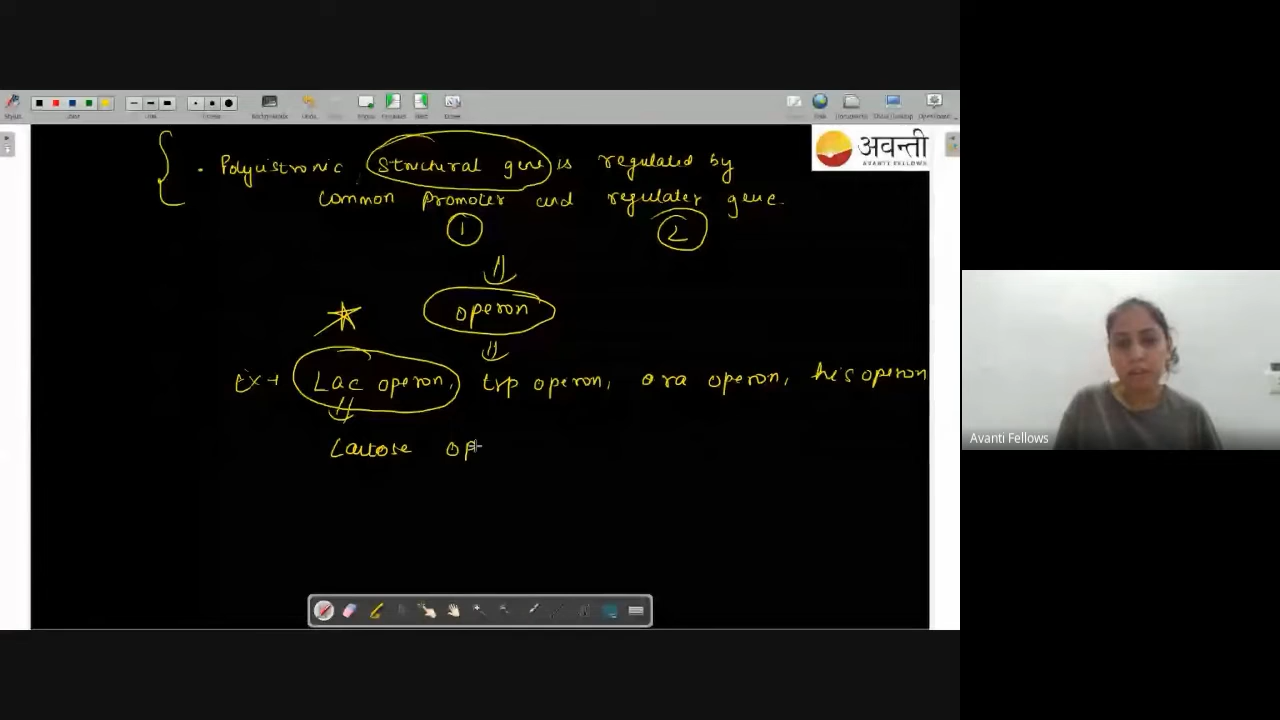 अवन्ती
AVANTI FELLOWS
. Polycistronic structural gene is regulated by
common promoter and regulater gene.
1 2
operon
Ex → Lac operon, trp operon, ara operon, his operon
Lactose op
Avanti Fellows